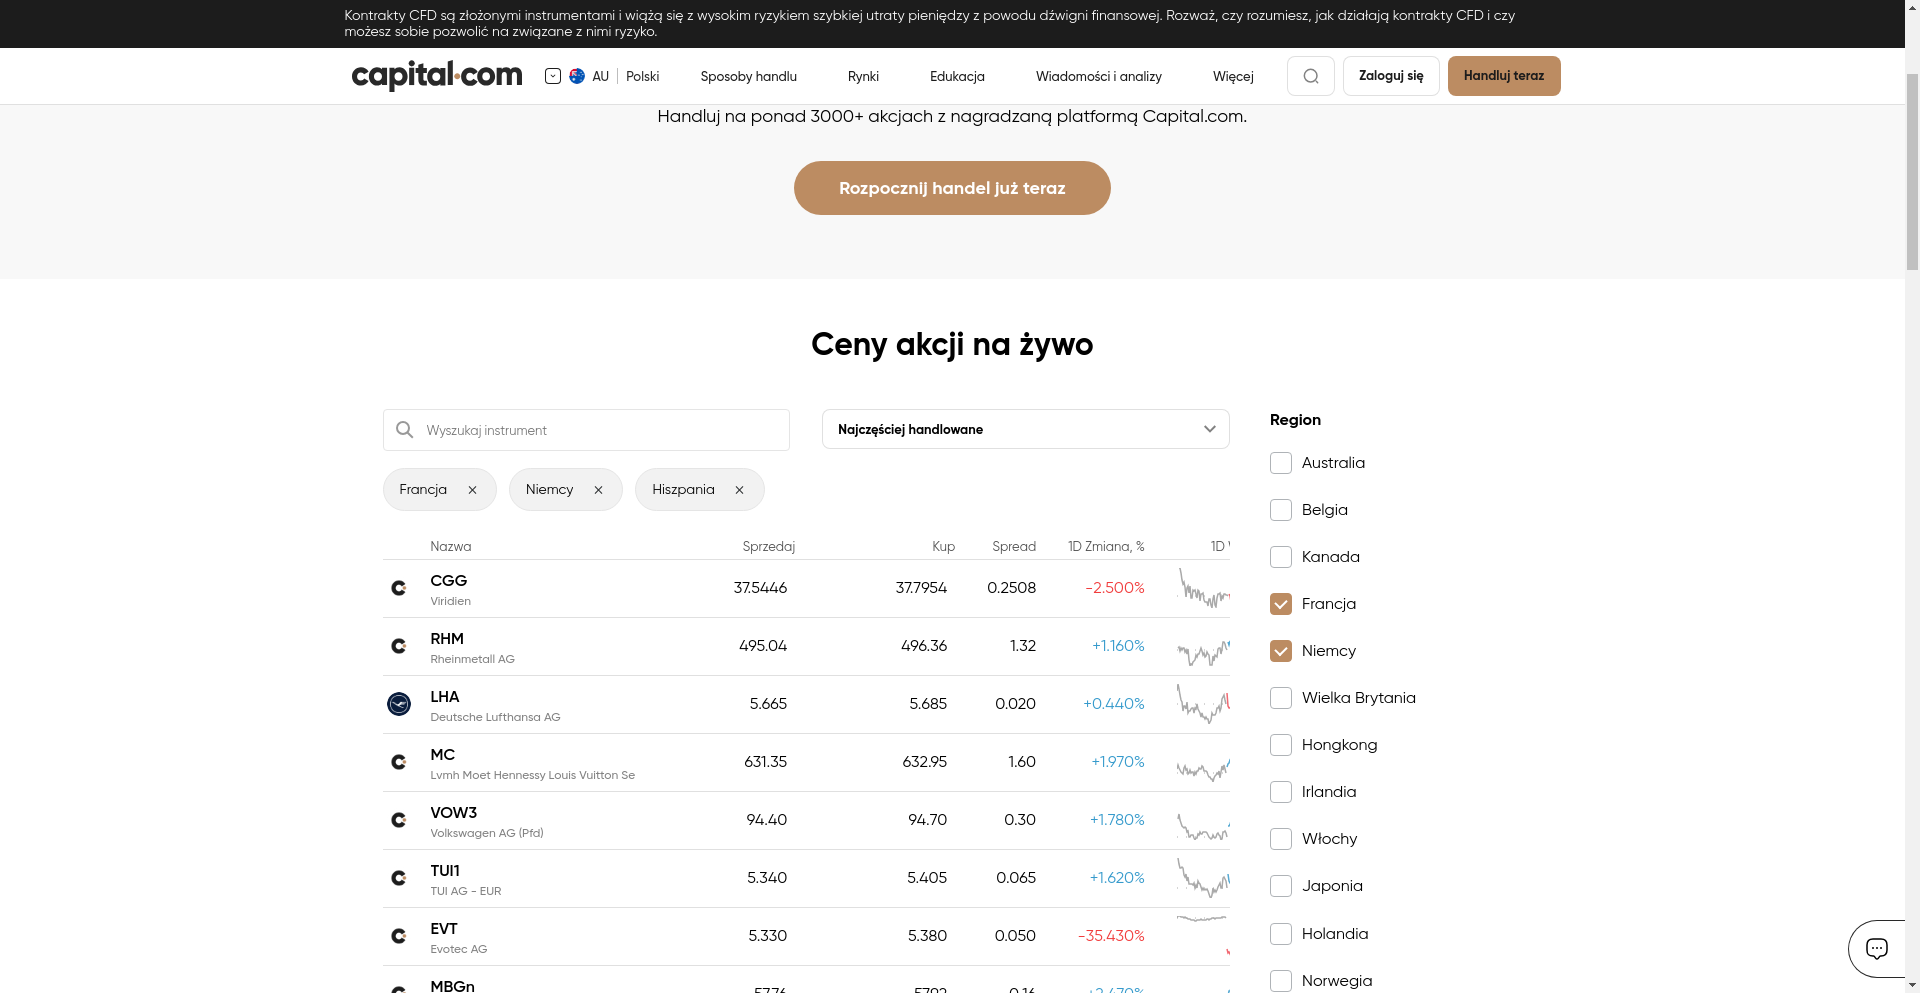 Kontrakty CFD są złożonymi instrumentami i wiążą się z wysokim ryzykiem szybkiej utraty pieniędzy z powodu dźwigni finansowej. Rozważ, czy rozumiesz, jak działają kontrakty CFD i czy
możesz sobie pozwolić na związane z nimi ryzyko.
capital.com AU Polski Sposoby handlu Rynki Edukacja Wiadomości i analizy Więcej Zaloguj się Handluj teraz
Handluj na ponad 3000+ akcjach z nagradzaną platformą Capital.com.
Rozpocznij handel już teraz
Ceny akcji na żywo
Wyszukaj instrument
Najczęściej handlowane
Francja Niemcy Hiszpania
Nazwa Sprzedaj Kup Spread 1D Zmiana, % 1D
CGG 37.5446 37.7954 0.2508 -2.500%
Viridien
RHM 495.04 496.36 1.32 +1.160%
Rheinmetall AG
LHA 5.665 5.685 0.020 +0.440%
Deutsche Lufthansa AG
MC 631.35 632.95 1.60 +1.970%
Lvmh Moet Hennessy Louis Vuitton Se
VOW3 94.40 94.70 0.30 +1.780%
Volkswagen AG (Pfd)
TUI1 5.340 5.405 0.065 +1.620%
TUI AG - EUR
EVT 5.330 5.380 0.050 -35.430%
Evotec AG
MBGn
Region
Australia
Belgia
Kanada
Francja
Niemcy
Wielka Brytania
Hongkong
Irlandia
Włochy
Japonia
Holandia
Norwegia